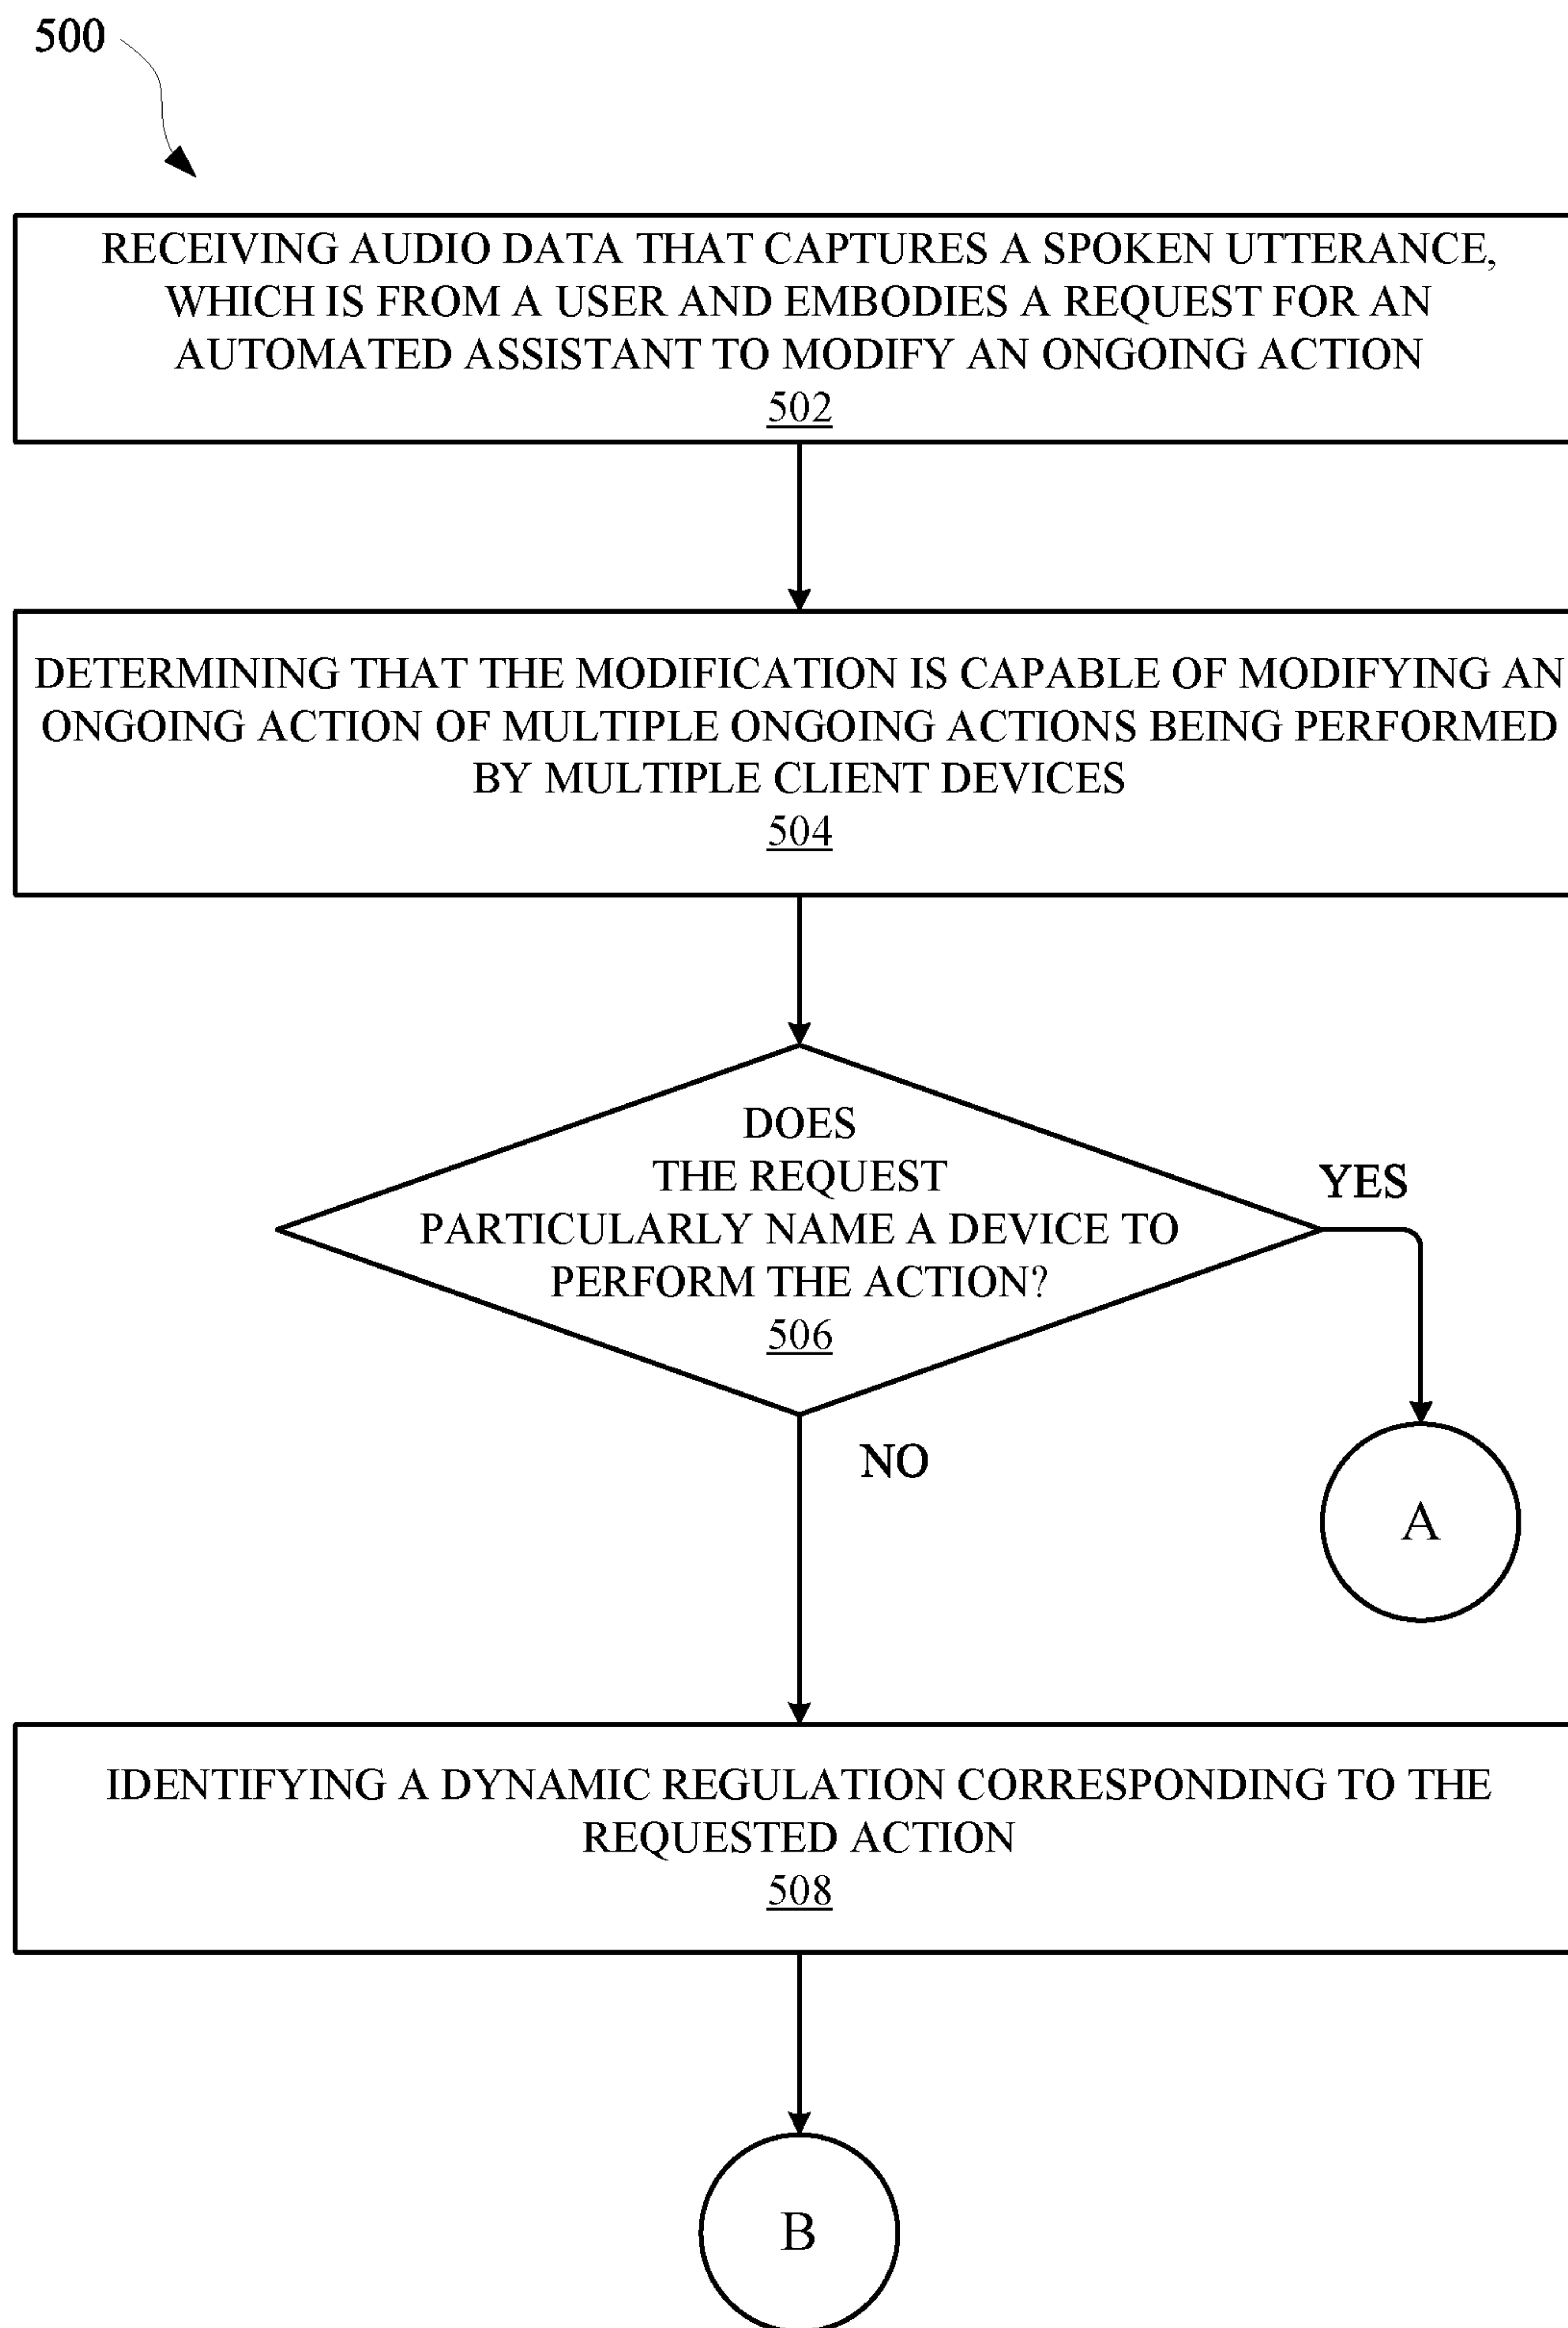 500
RECEIVING AUDIO DATA THAT CAPTURES A SPOKEN UTTERANCE,
WHICH IS FROM A USER AND EMBODIES A REQUEST FOR AN
AUTOMATED ASSISTANT TO MODIFY AN ONGOING ACTION
502
DETERMINING THAT THE MODIFICATION IS CAPABLE OF MODIFYING AN
ONGOING ACTION OF MULTIPLE ONGOING ACTIONS BEING PERFORMED
BY MULTIPLE CLIENT DEVICES
504
DOES
THE REQUEST
PARTICULARLY NAME A DEVICE TO
PERFORM THE ACTION?
506
YES
NO
A
IDENTIFYING A DYNAMIC REGULATION CORRESPONDING TO THE
REQUESTED ACTION
508
B